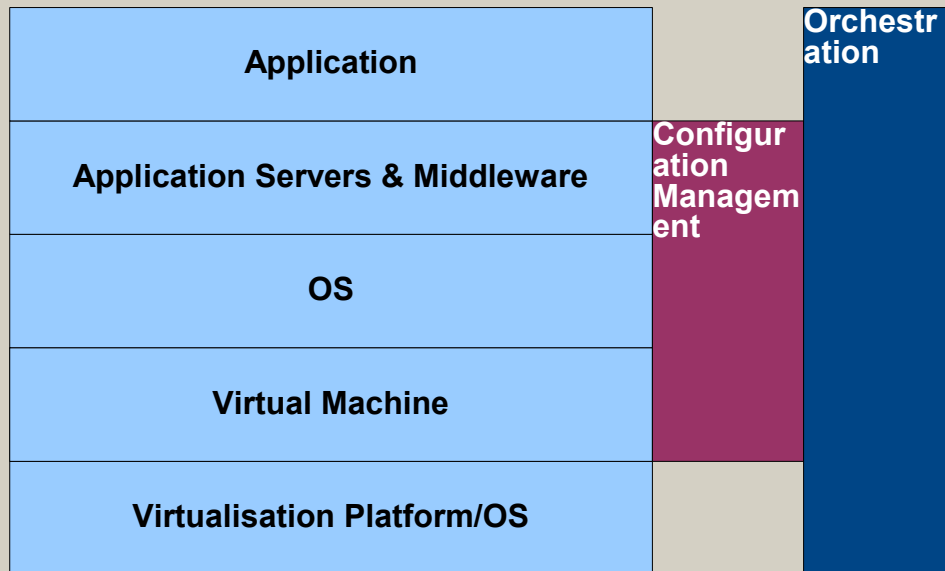 Application
Application Servers & Middleware
OS
Virtual Machine
Virtualisation Platform/OS
Configur
ation
Managem
ent
Orchestr
ation